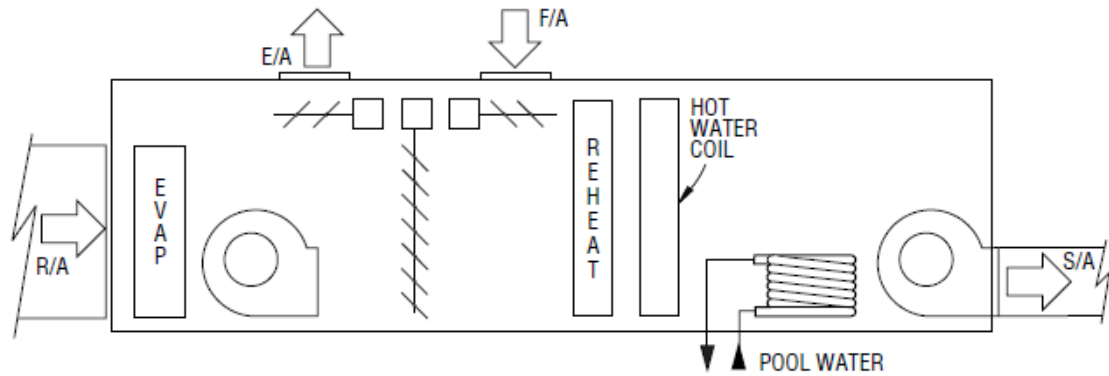 E/A
F/A
R/A
EVAP
REHEAT
HOT
WATER
COIL
S/A
POOL WATER